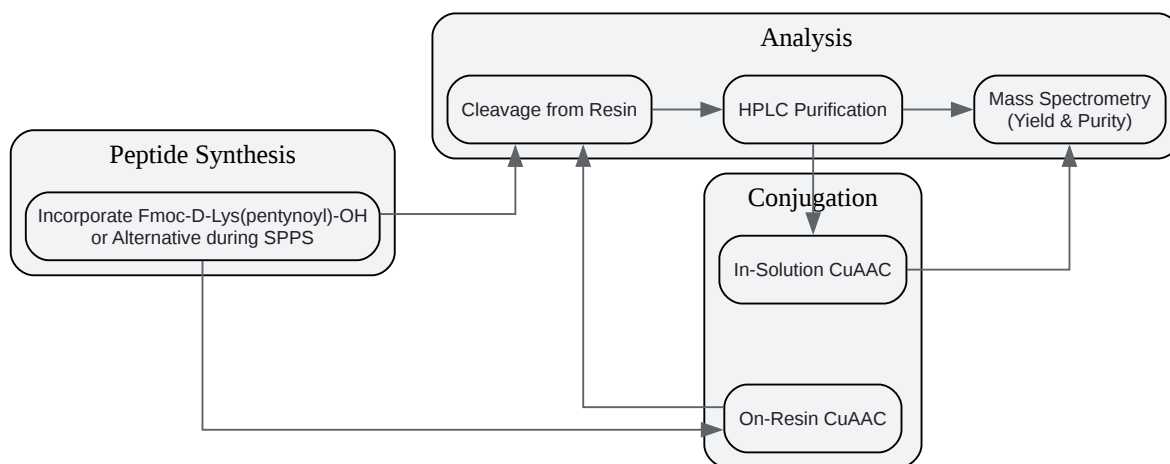 Analysis
Cleavage from Resin
HPLC Purification
Mass Spectrometry
(Yield & Purity)
Peptide Synthesis
Incorporate Fmoc-D-Lys(pentynoyl)-OH
or Alternative during SPPS
Conjugation
In-Solution CuAAC
On-Resin CuAAC